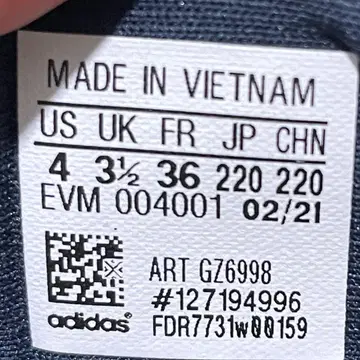 MADE IN VIETNAM
US UK FR JP CHN
4 3½ 36 220 220
EVM 004001 02/21
ART GZ6998
#127194996
adidas FDR7731W00159